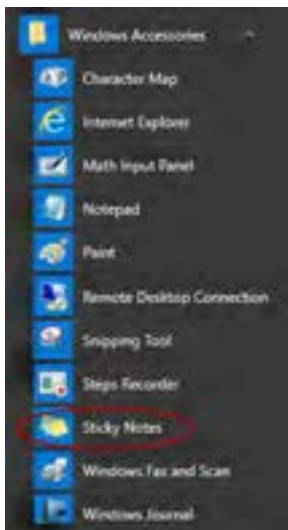 Windows Accessories
Character Map
Internet Explorer
Math Input Panel
Notepad
Paint
Remote Desktop Connection
Snipping Tool
Steps Recorder
Sticky Notes
Windows Fax and Scan
Windows Journal